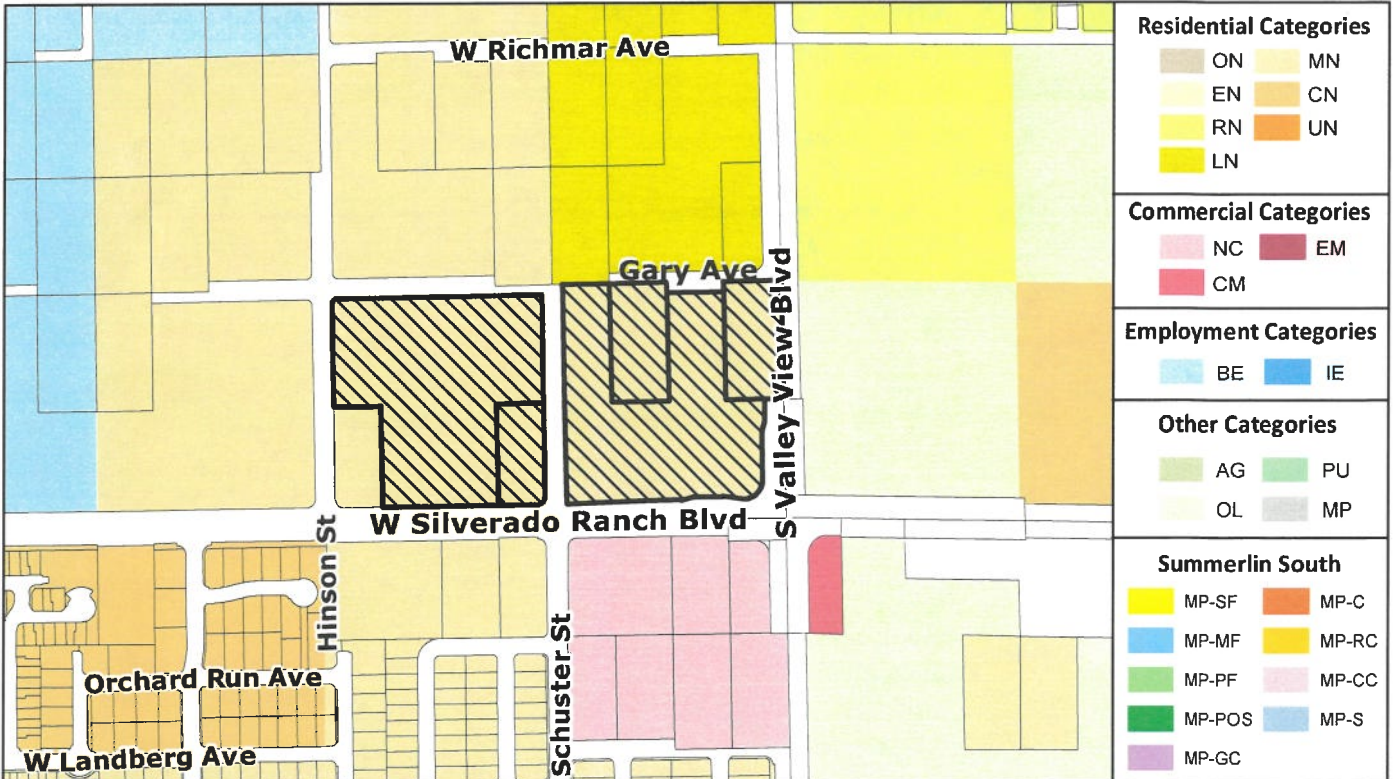 W Richmar Ave
Gary Ave
S Valley View Blvd
W Silverado Ranch Blvd
Hinson St
Schuster St
Orchard Run Ave
W Landberg Ave
Residential Categories
ON MN
EN CN
RN UN
LN
Commercial Categories
NC EM
CM
Employment Categories
BE IE
Other Categories
AG PU
OL MP
Summerlin South
MP-SF MP-C
MP-MF MP-RC
MP-PF MP-CC
MP-POS MP-S
MP-GC